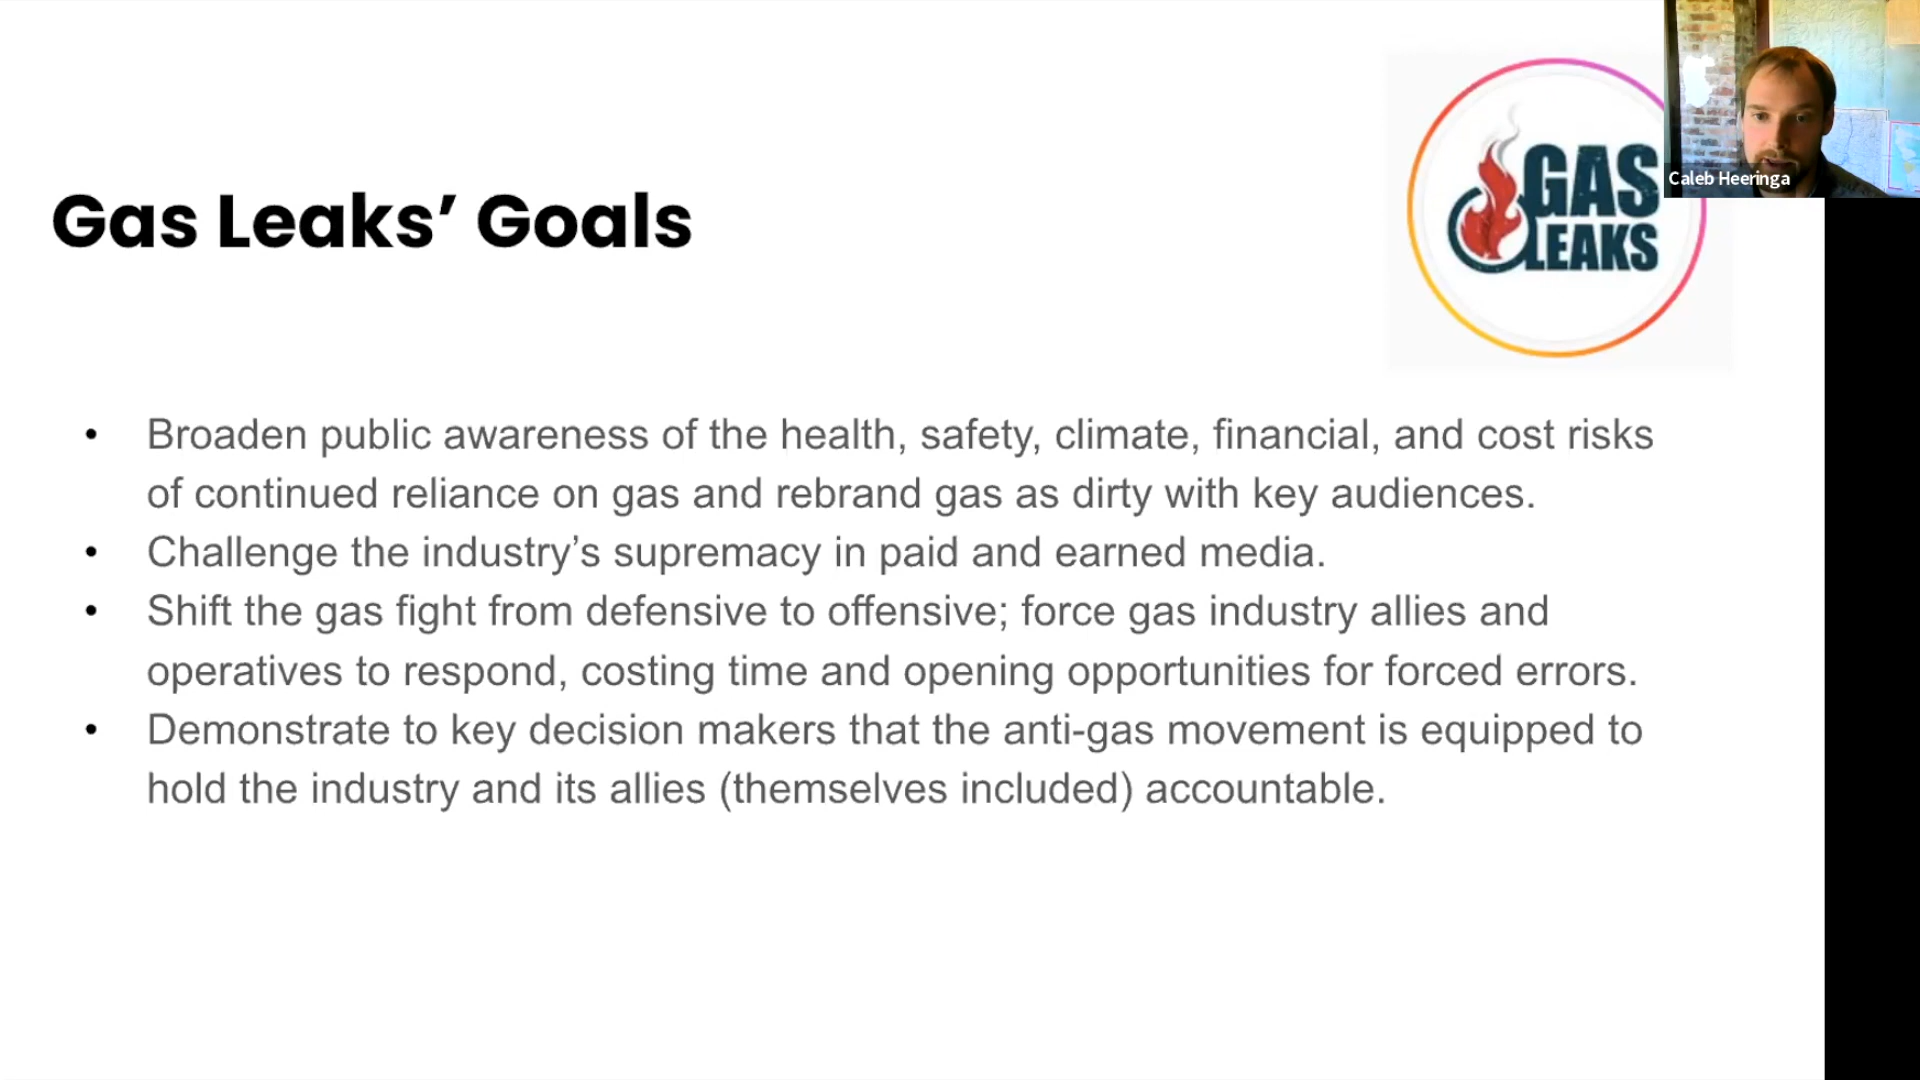 Gas Leaks’ Goals
GAS
LEAKS
Caleb Heeringa
• Broaden public awareness of the health, safety, climate, financial, and cost risks
of continued reliance on gas and rebrand gas as dirty with key audiences.
• Challenge the industry’s supremacy in paid and earned media.
• Shift the gas fight from defensive to offensive; force gas industry allies and
operatives to respond, costing time and opening opportunities for forced errors.
• Demonstrate to key decision makers that the anti-gas movement is equipped to
hold the industry and its allies (themselves included) accountable.